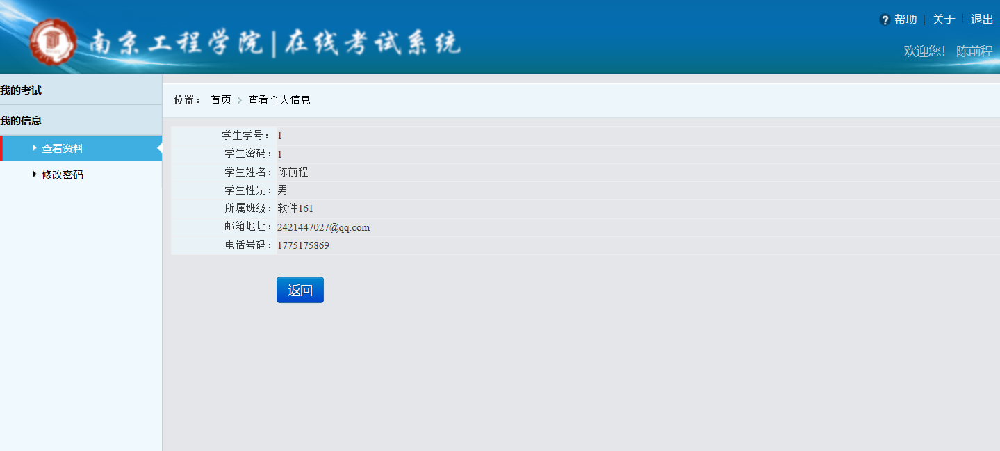 帮助 关于 退出
南京工程学院|在线考试系统
欢迎您! 陈前程
我的考试
我的信息
查看资料
修改密码
位置: 首页 > 查看个人信息
学生学号: 1
学生密码: 1
学生姓名: 陈前程
学生性别: 男
所属班级: 软件161
邮箱地址: 2421447027@qq.com
电话号码: 1775175869
返回